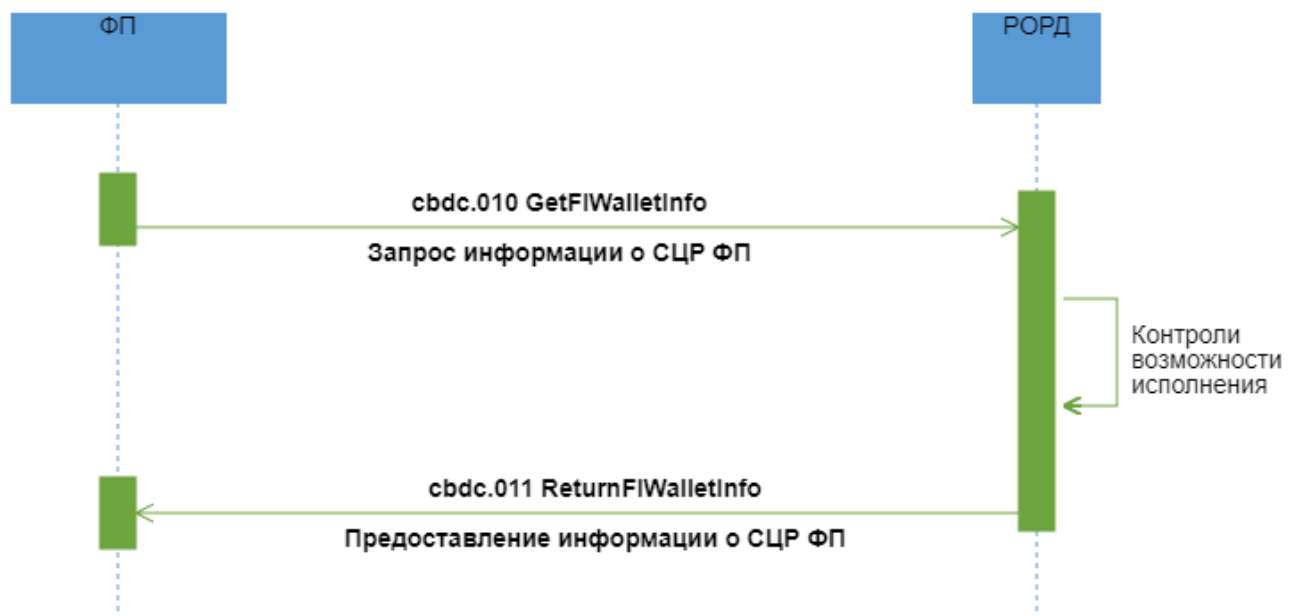 ФП
РОРД
cbdc.010 GetFIWalletInfo
Запрос информации о СЦР ФП
Контроли
возможности
исполнения
cbdc.011 ReturnFIWalletInfo
Предоставление информации о СЦР ФП